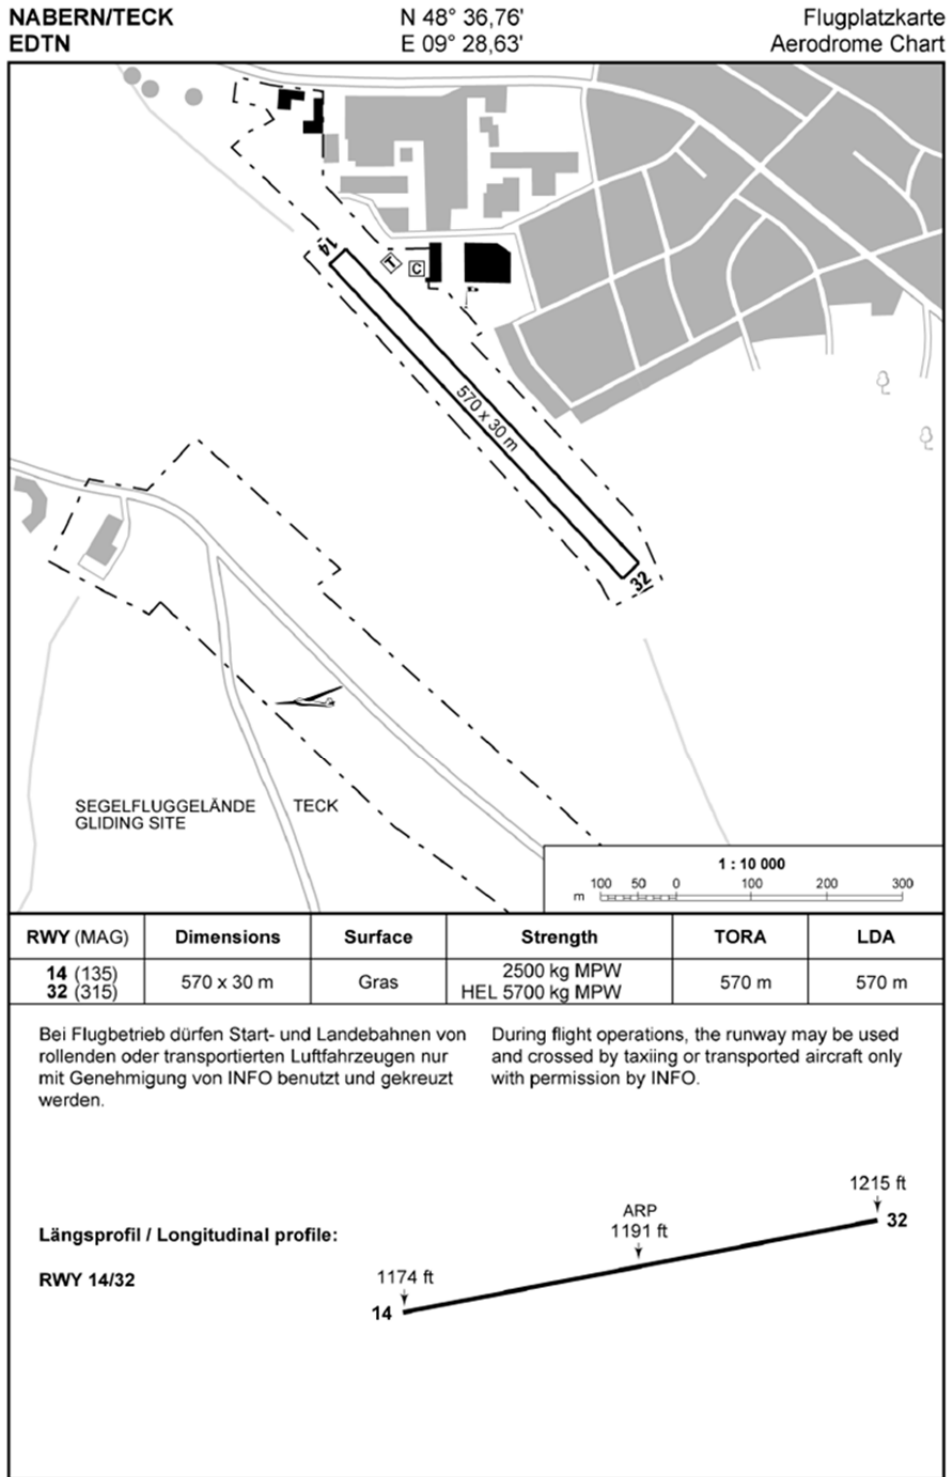 NABERN/TECK
EDTN
N 48° 36,76'
E 09° 28,63'
Flugplatzkarte
Aerodrome Chart
14
T
C
570 x 30 m
32
SEGELFLUGGELÄNDE TECK
GLIDING SITE
1 : 10 000
m 100 50 0 100 200 300
RWY (MAG) Dimensions Surface Strength TORA LDA
14 (135)
32 (315)
570 x 30 m
Gras
2500 kg MPW
HEL 5700 kg MPW
570 m
570 m
Bei Flugbetrieb dürfen Start- und Landebahnen von
rollenden oder transportierten Luftfahrzeugen nur
mit Genehmigung von INFO benutzt und gekreuzt
werden.
During flight operations, the runway may be used
and crossed by taxiing or transported aircraft only
with permission by INFO.
Längsprofil / Longitudinal profile:
RWY 14/32
1174 ft
14
ARP
1191 ft
1215 ft
32